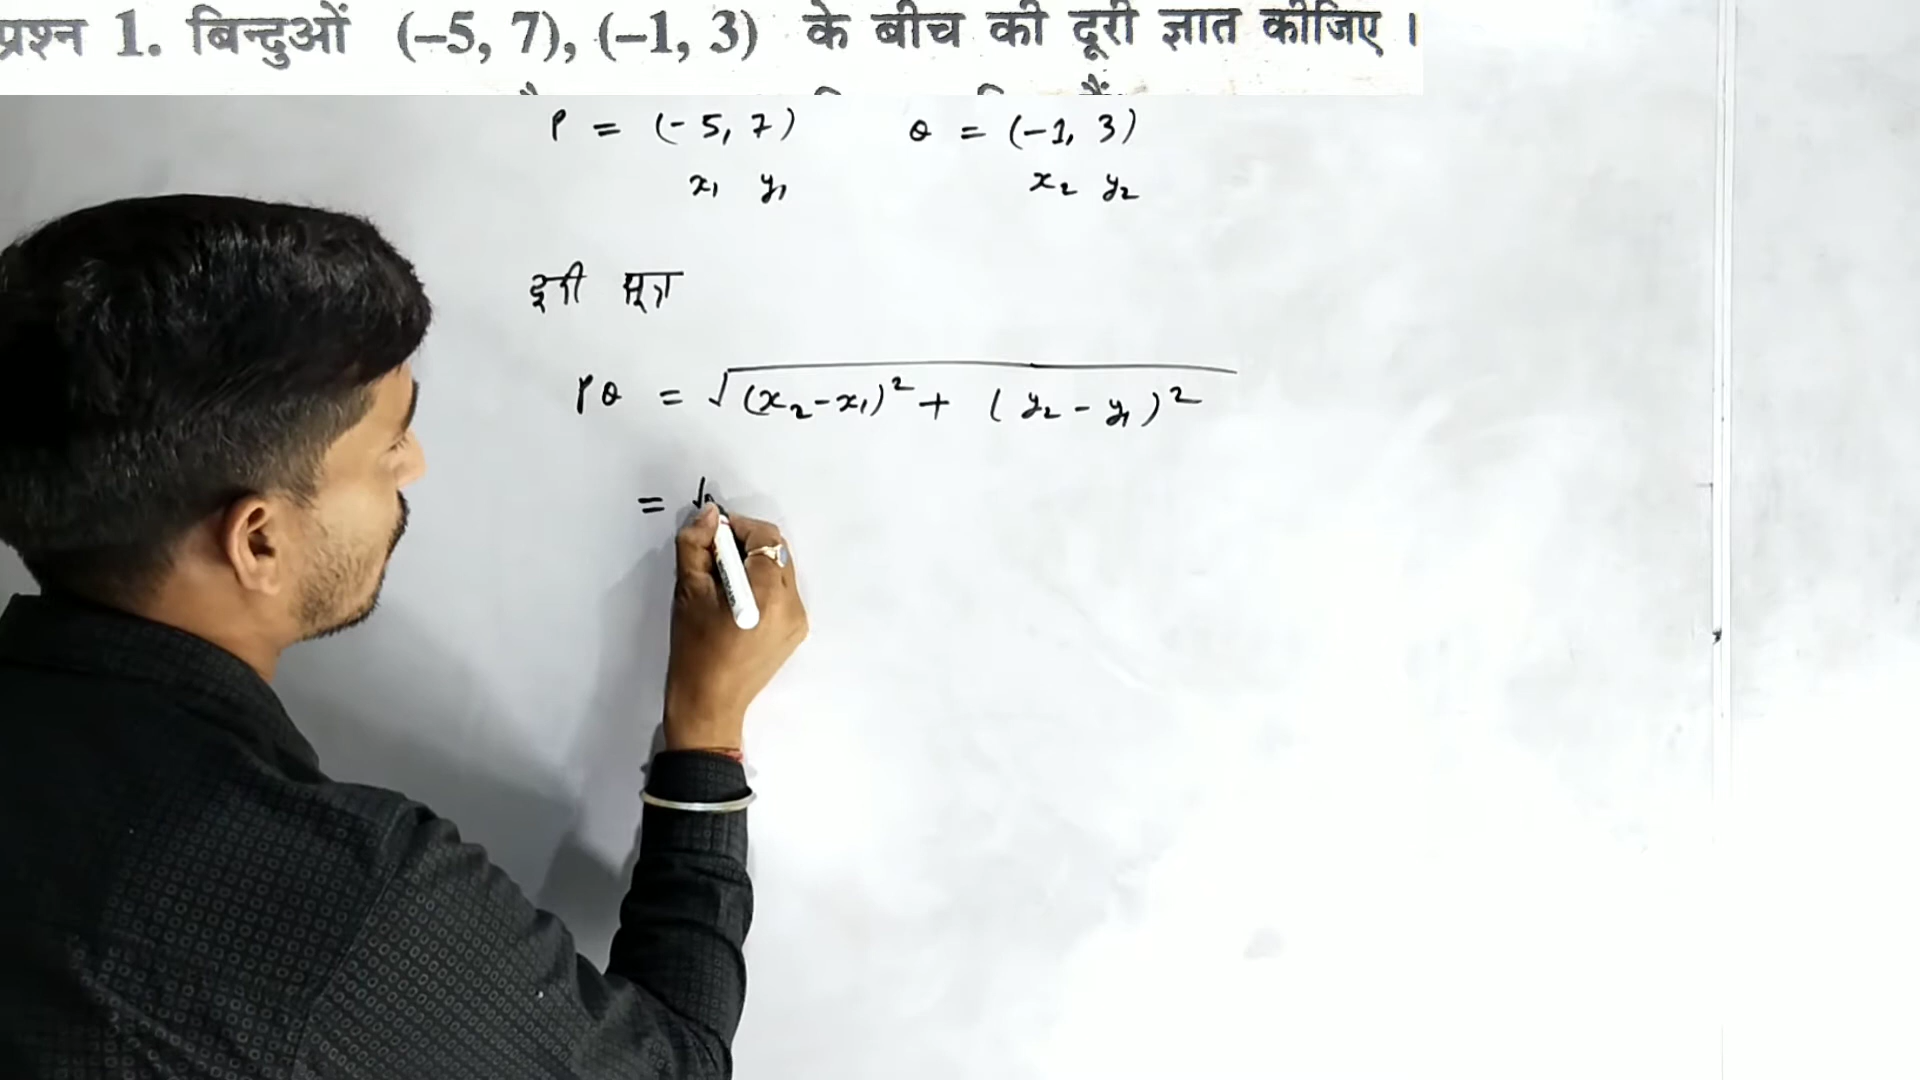 प्रश्न 1. बिन्दुओं (–5, 7), (–1, 3) के बीच की दूरी ज्ञात कीजिए ।
P = (-5, 7) Q = (-1, 3)
x₁ y₁ x₂ y₂
दूरी सूत्र
PQ = √(x₂-x₁)² + (y₂-y₁)²
= √